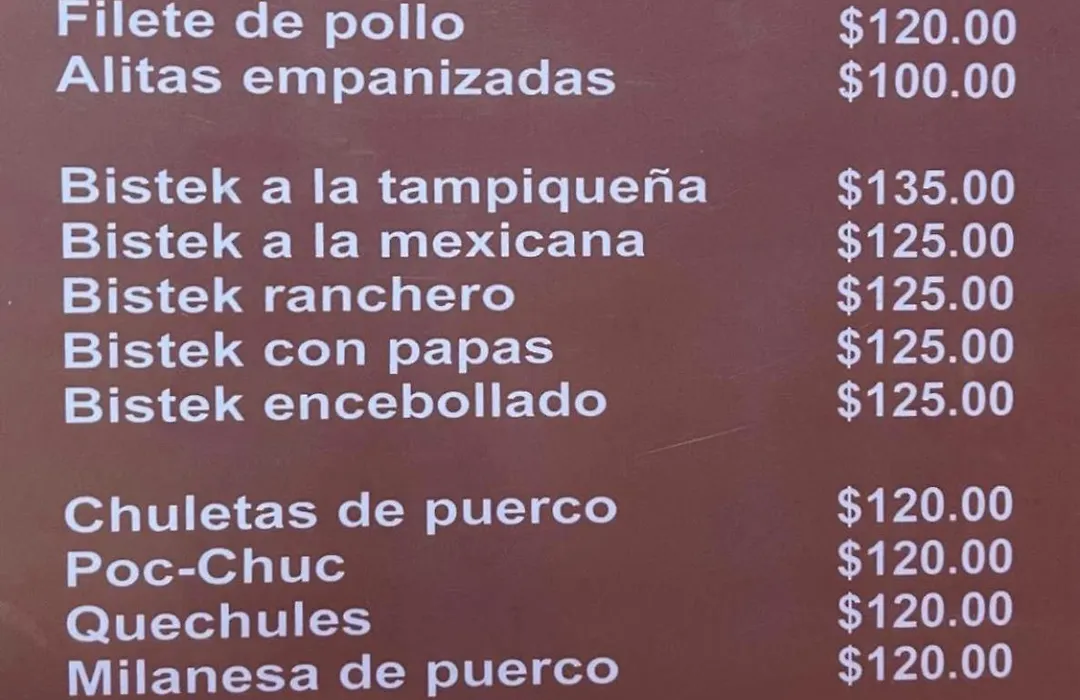 Filete de pollo $120.00
Alitas empanizadas $100.00
Bistek a la tampiqueña $135.00
Bistek a la mexicana $125.00
Bistek ranchero $125.00
Bistek con papas $125.00
Bistek encebollado $125.00
Chuletas de puerco $120.00
Poc-Chuc $120.00
Quechules $120.00
Milanesa de puerco $120.00